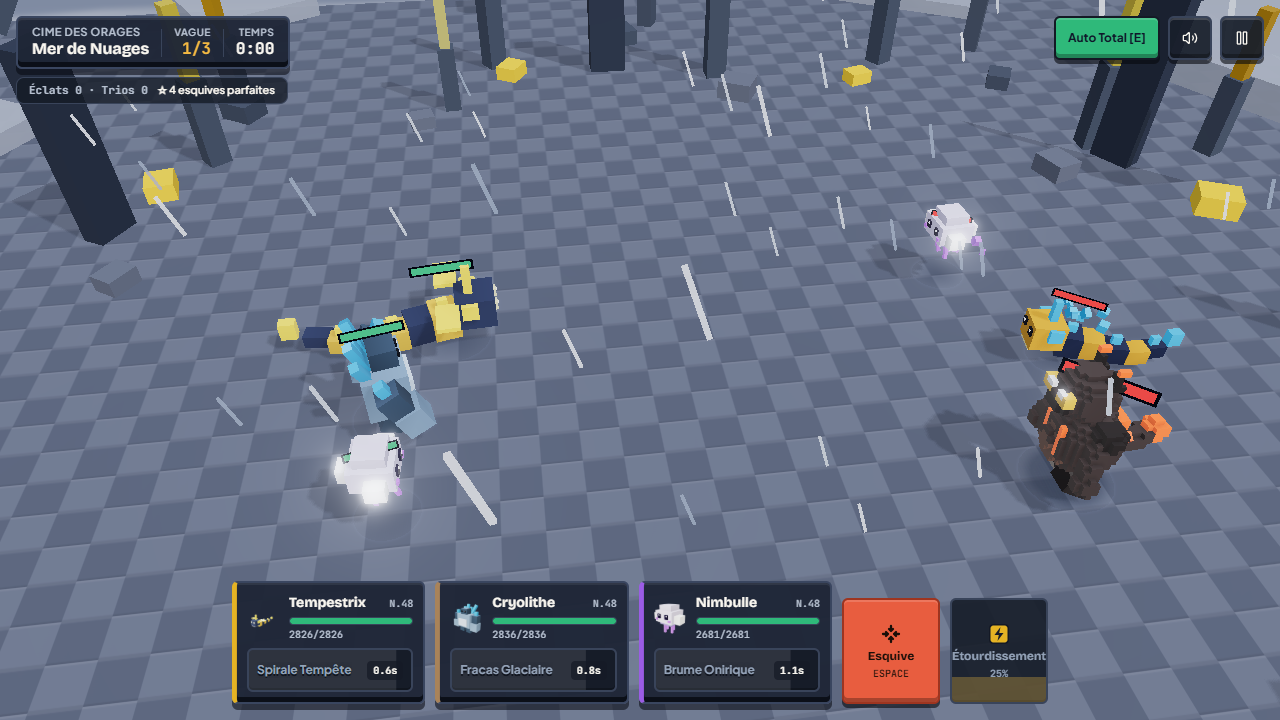 CIME DES ORAGES
Mer de Nuages
VAGUE
1/3
TEMPS
0:00
Éclats 0 · Trios 0 ★ 4 esquives parfaites
Auto Total [E]
Tempestrix N.48
2826/2826
Spirale Tempête 0.6s
Cryolithe N.48
2836/2836
Fracas Glaciaire 0.8s
Nimbulle N.48
2681/2681
Brume Onirique 1.1s
Esquive
ESPACE
Étourdissement
25%